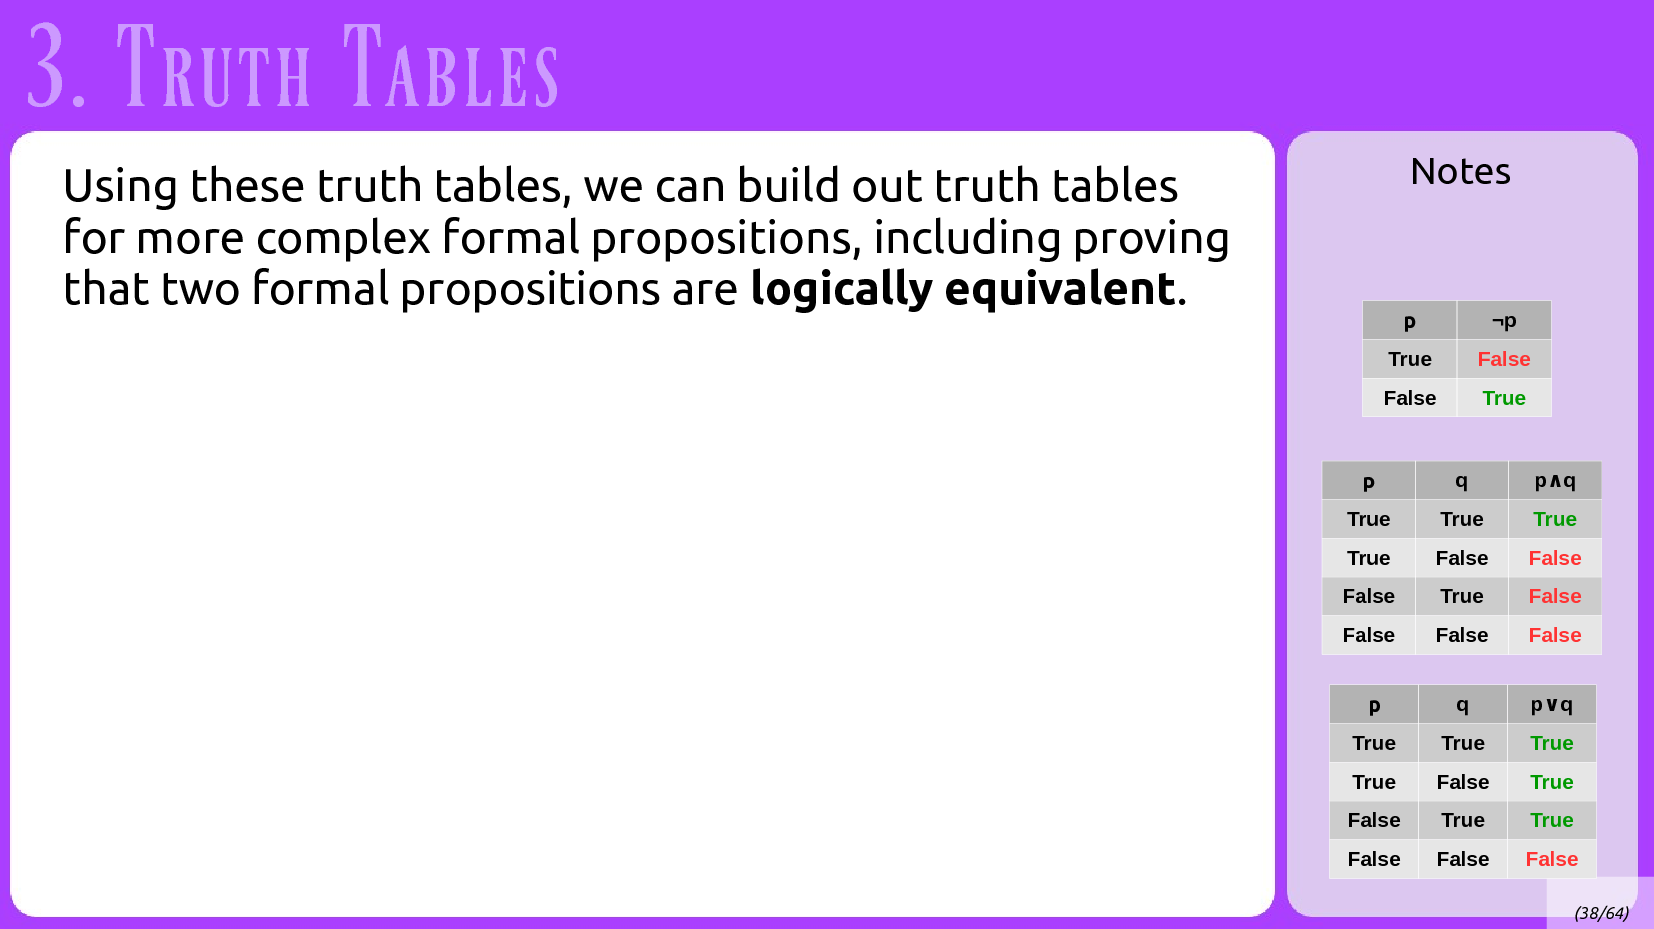 3. Truth Tables
Using these truth tables, we can build out truth tables
for more complex formal propositions, including proving
that two formal propositions are logically equivalent.
Notes
p ¬p
True False
False True
p q p∧q
True True True
True False False
False True False
False False False
p q p∨q
True True True
True False True
False True True
False False False
(38/64)